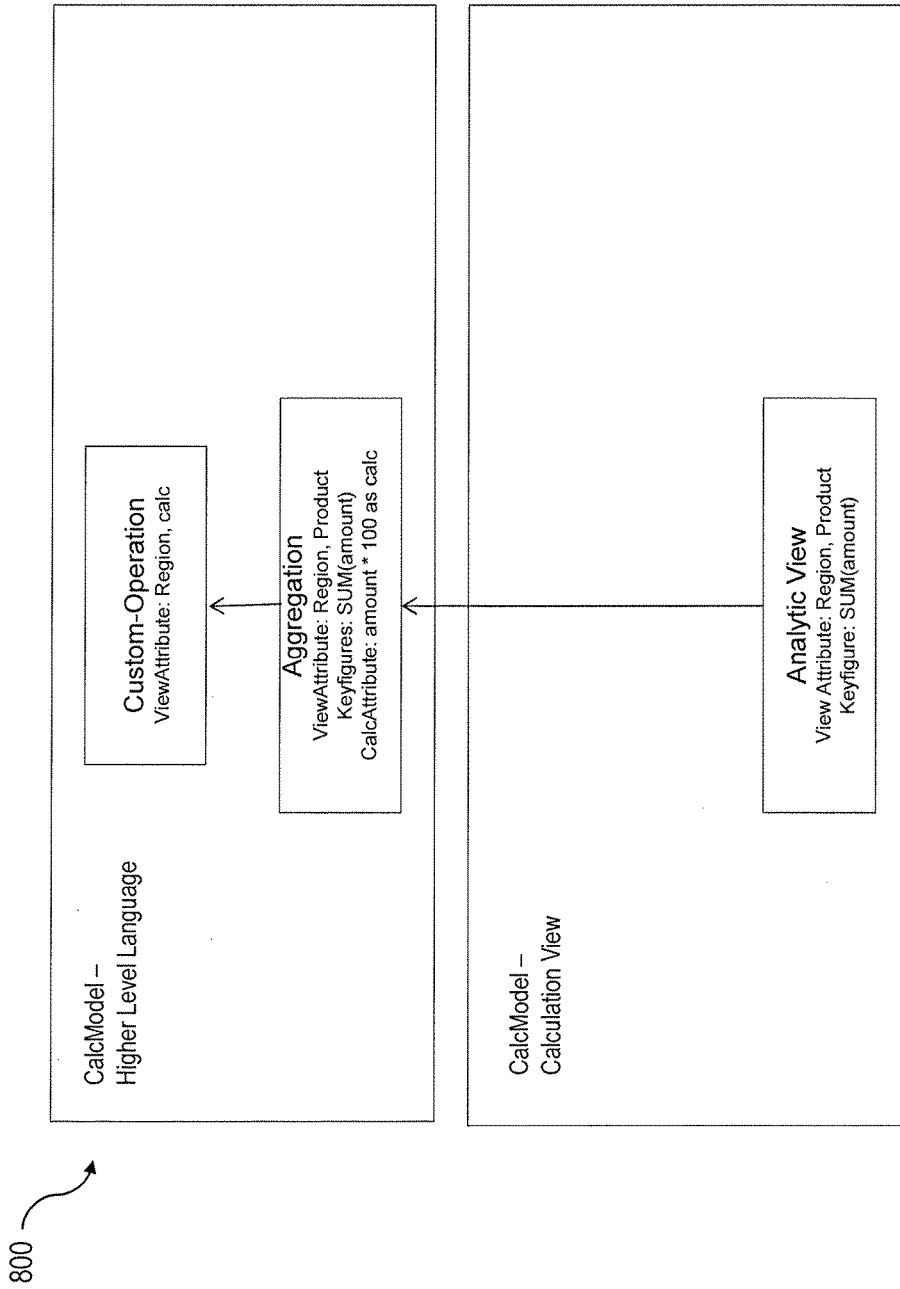 800
CalcModel –
Higher Level Language
Custom-Operation
ViewAttribute: Region, calc
Aggregation
ViewAttribute: Region, Product
Keyfigures: SUM(amount)
CalcAttribute: amount * 100 as calc
CalcModel –
Calculation View
Analytic View
View Attribute: Region, Product
Keyfigure: SUM(amount)